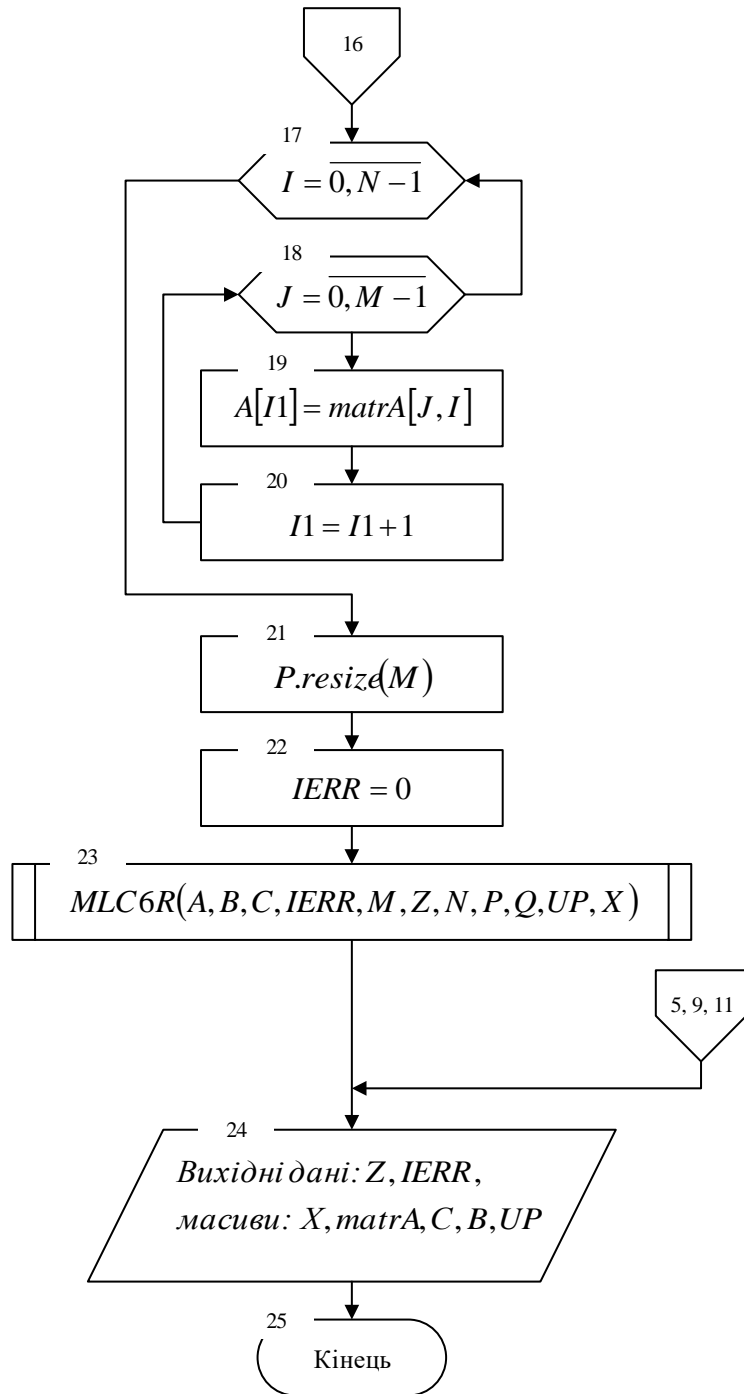 16
17
I = 0, N − 1
18
J = 0, M − 1
19
A[I1] = matrA[J, I]
20
I1 = I1 + 1
21
P.resize(M)
22
IERR = 0
23
MLC6R(A, B, C, IERR, M, Z, N, P, Q, UP, X)
5, 9, 11
24
Вихідні дані: Z, IERR,
масиви: X, matrA, C, B, UP
25
Кінець